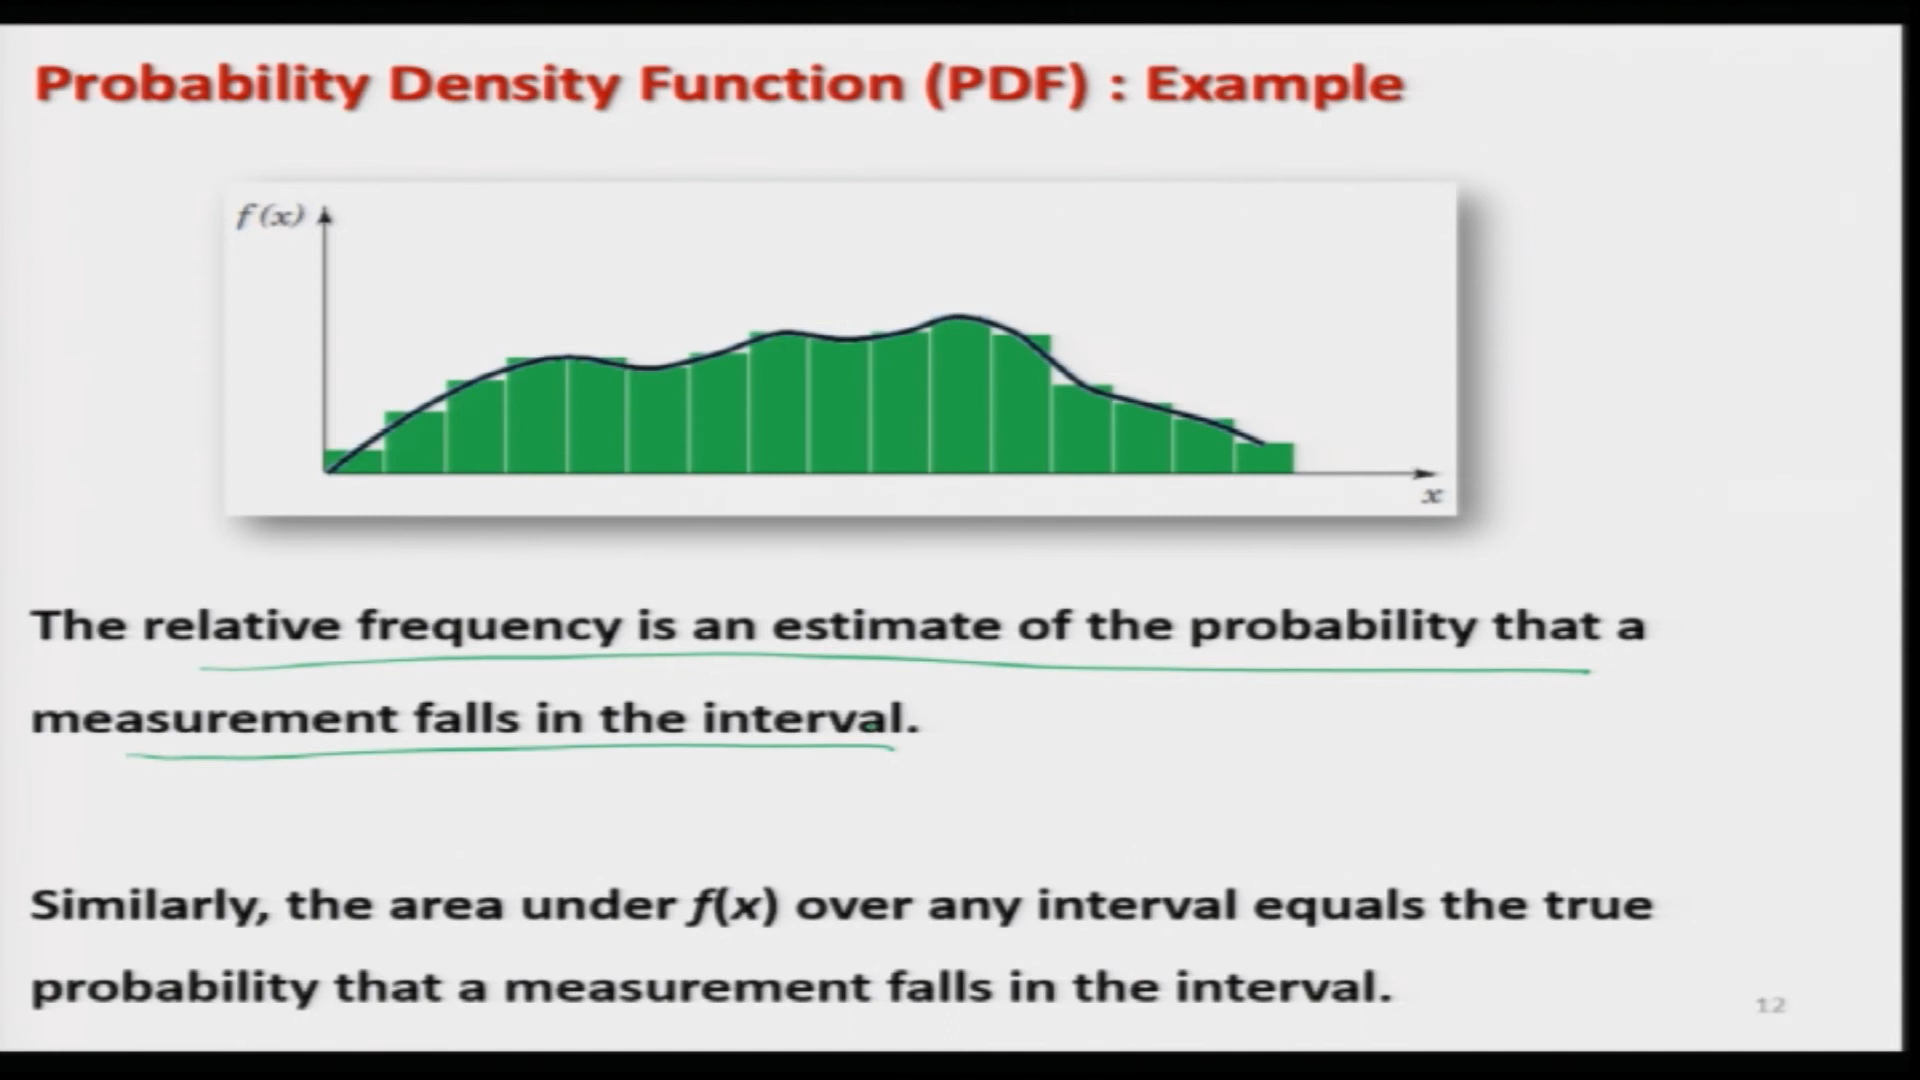 Probability Density Function (PDF) : Example
f (x)
x
The relative frequency is an estimate of the probability that a
measurement falls in the interval.
Similarly, the area under f(x) over any interval equals the true
probability that a measurement falls in the interval.
12